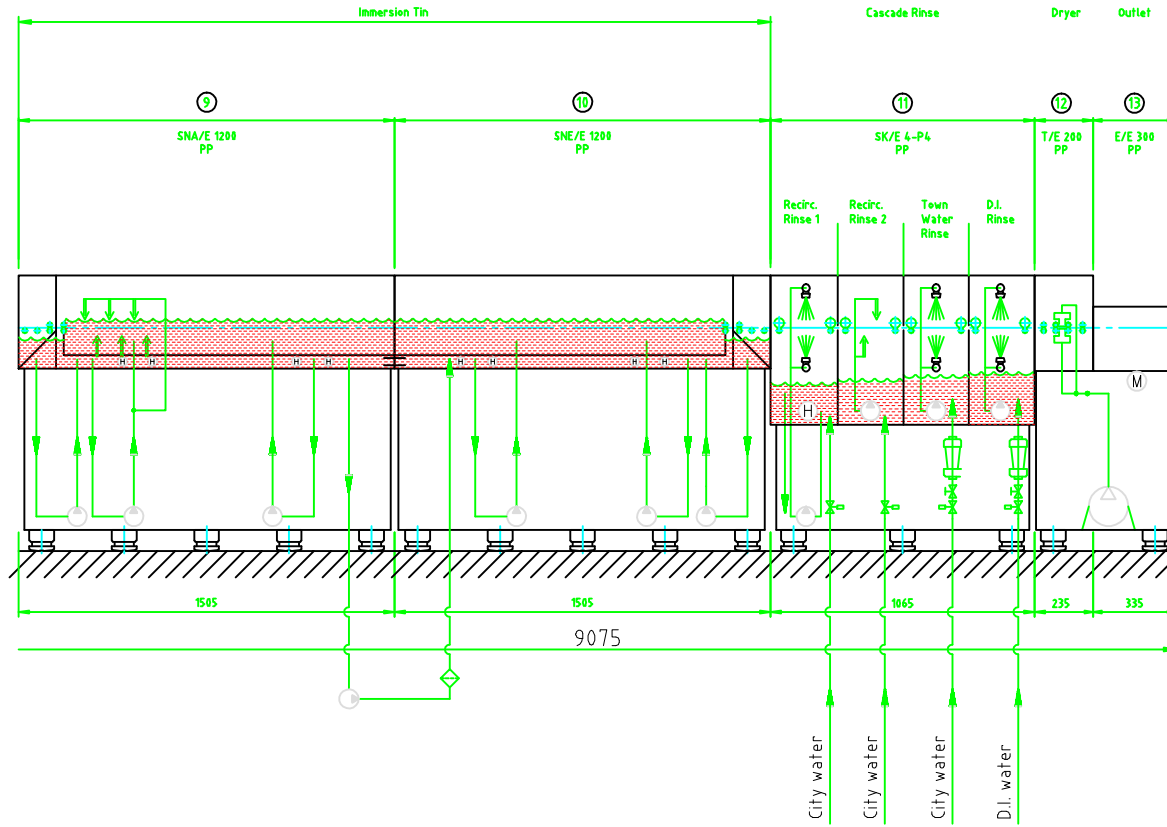 Immersion Tin
Cascade Rinse
Dryer
Outlet
9
10
11
12
13
SNA/E 1200
PP
SNE/E 1200
PP
SK/E 4-P4
PP
T/E 200
PP
E/E 300
PP
Recirc.
Rinse 1
Recirc.
Rinse 2
Town
Water
Rinse
D.I.
Rinse
H
H
H
H
H
H
H
H
H
M
1505
1505
1065
235
335
9075
City water
City water
City water
D.I. water